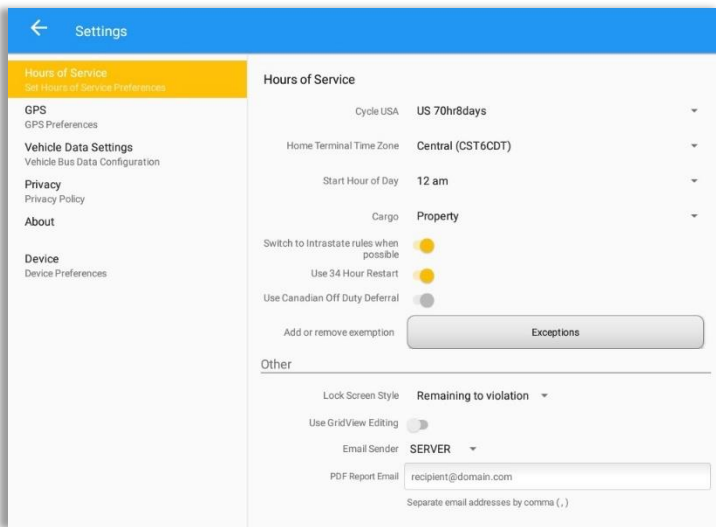 Settings
Hours of Service
Set Hours of Service Preferences
GPS
GPS Preferences
Vehicle Data Settings
Vehicle Bus Data Configuration
Privacy
Privacy Policy
About
Device
Device Preferences
Hours of Service
Cycle USA US 70hr8days
Home Terminal Time Zone Central (CST6CDT)
Start Hour of Day 12 am
Cargo Property
Switch to Intrastate rules when
possible
Use 34 Hour Restart
Use Canadian Off Duty Deferral
Add or remove exemption Exceptions
Other
Lock Screen Style Remaining to violation
Use GridView Editing
Email Sender SERVER
PDF Report Email recipient@domain.com
Separate email addresses by comma ( , )